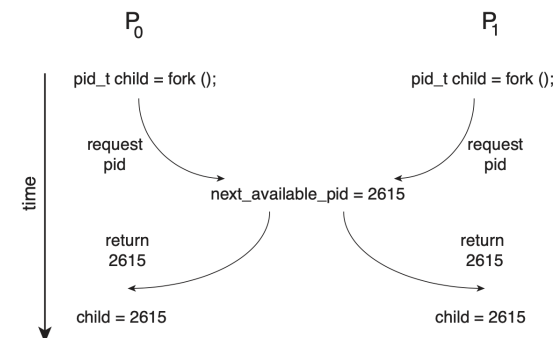 P0 P1
pid_t child = fork (); pid_t child = fork ();
request request
pid pid
time
next_available_pid = 2615
return return
2615 2615
child = 2615 child = 2615